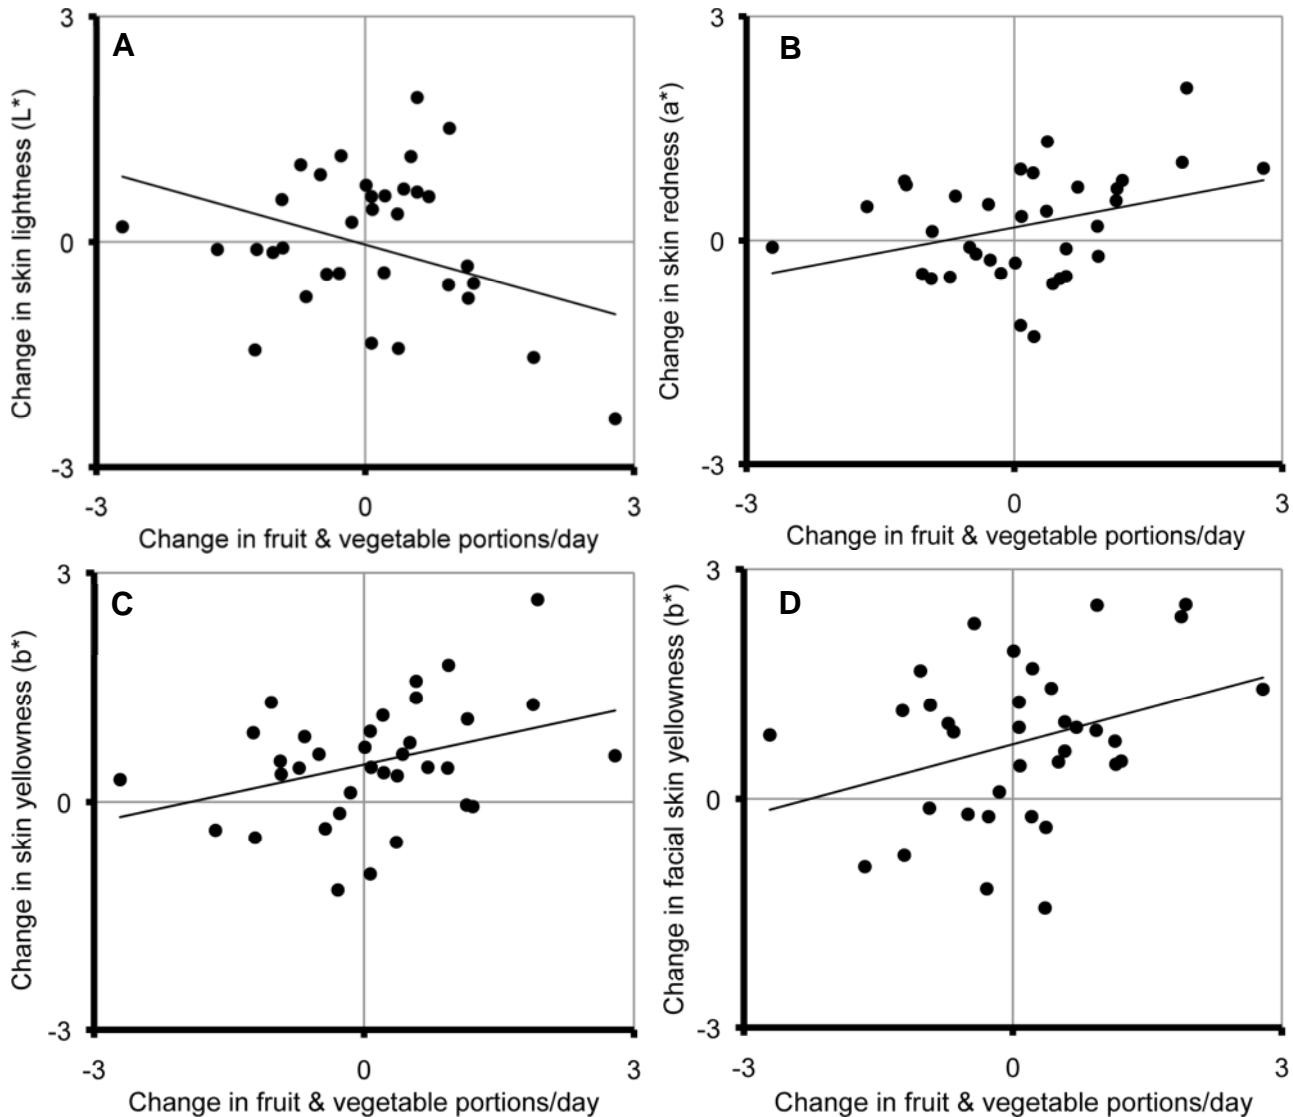 A
3
0
-3
Change in skin lightness (L*)
-3 0 3
Change in fruit & vegetable portions/day
B
3
0
-3
Change in skin redness (a*)
-3 0 3
Change in fruit & vegetable portions/day
C
3
0
-3
Change in skin yellowness (b*)
-3 0 3
Change in fruit & vegetable portions/day
D
3
0
-3
Change in facial skin yellowness (b*)
-3 0 3
Change in fruit & vegetable portions/day